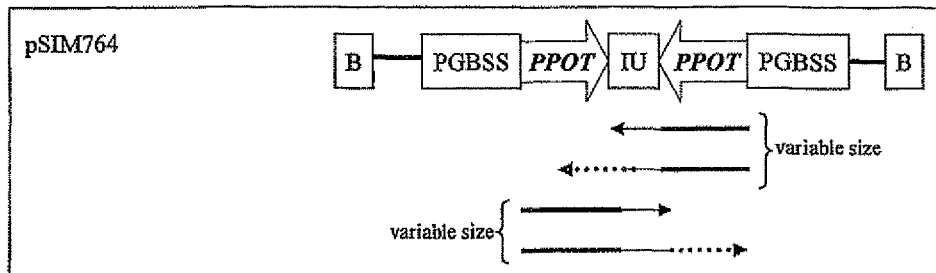 pSIM764
B PGBSS PPOT IU PPOT PGBSS B
variable size
variable size